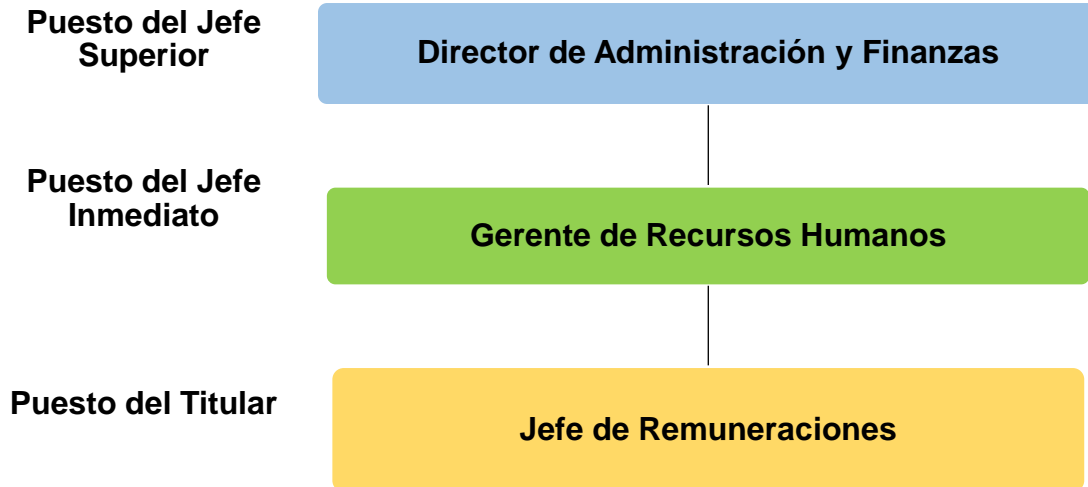 Puesto del Jefe
Superior
Director de Administración y Finanzas
Puesto del Jefe
Inmediato
Gerente de Recursos Humanos
Puesto del Titular
Jefe de Remuneraciones